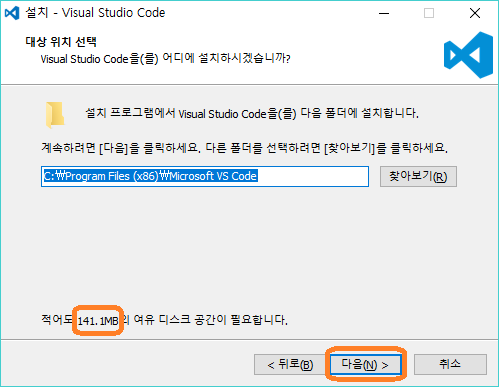 설치 - Visual Studio Code
대상 위치 선택
Visual Studio Code을(를) 어디에 설치하시겠습니까?
설치 프로그램에서 Visual Studio Code을(를) 다음 폴더에 설치합니다.
계속하려면 [다음]을 클릭하세요. 다른 폴더를 선택하려면 [찾아보기]를 클릭하세요.
C:₩Program Files (x86)₩Microsoft VS Code
찾아보기(R)
적어도 141.1MB의 여유 디스크 공간이 필요합니다.
< 뒤로(B)
다음(N) >
취소